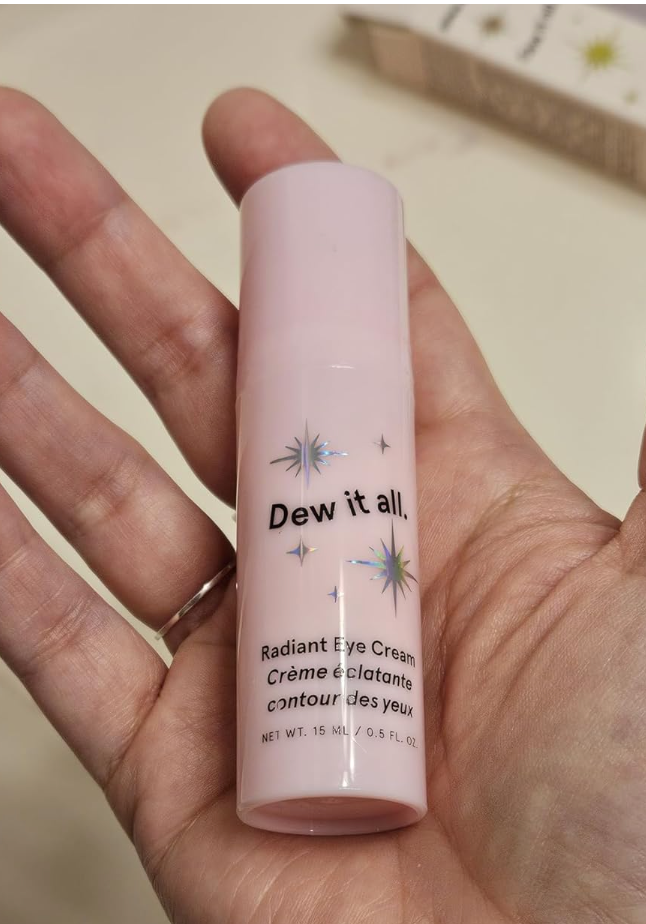 Dew it all.
Radiant Eye Cream
Crème éclatante
contour des yeux
NET WT. 15 ML / 0.5 FL. OZ.